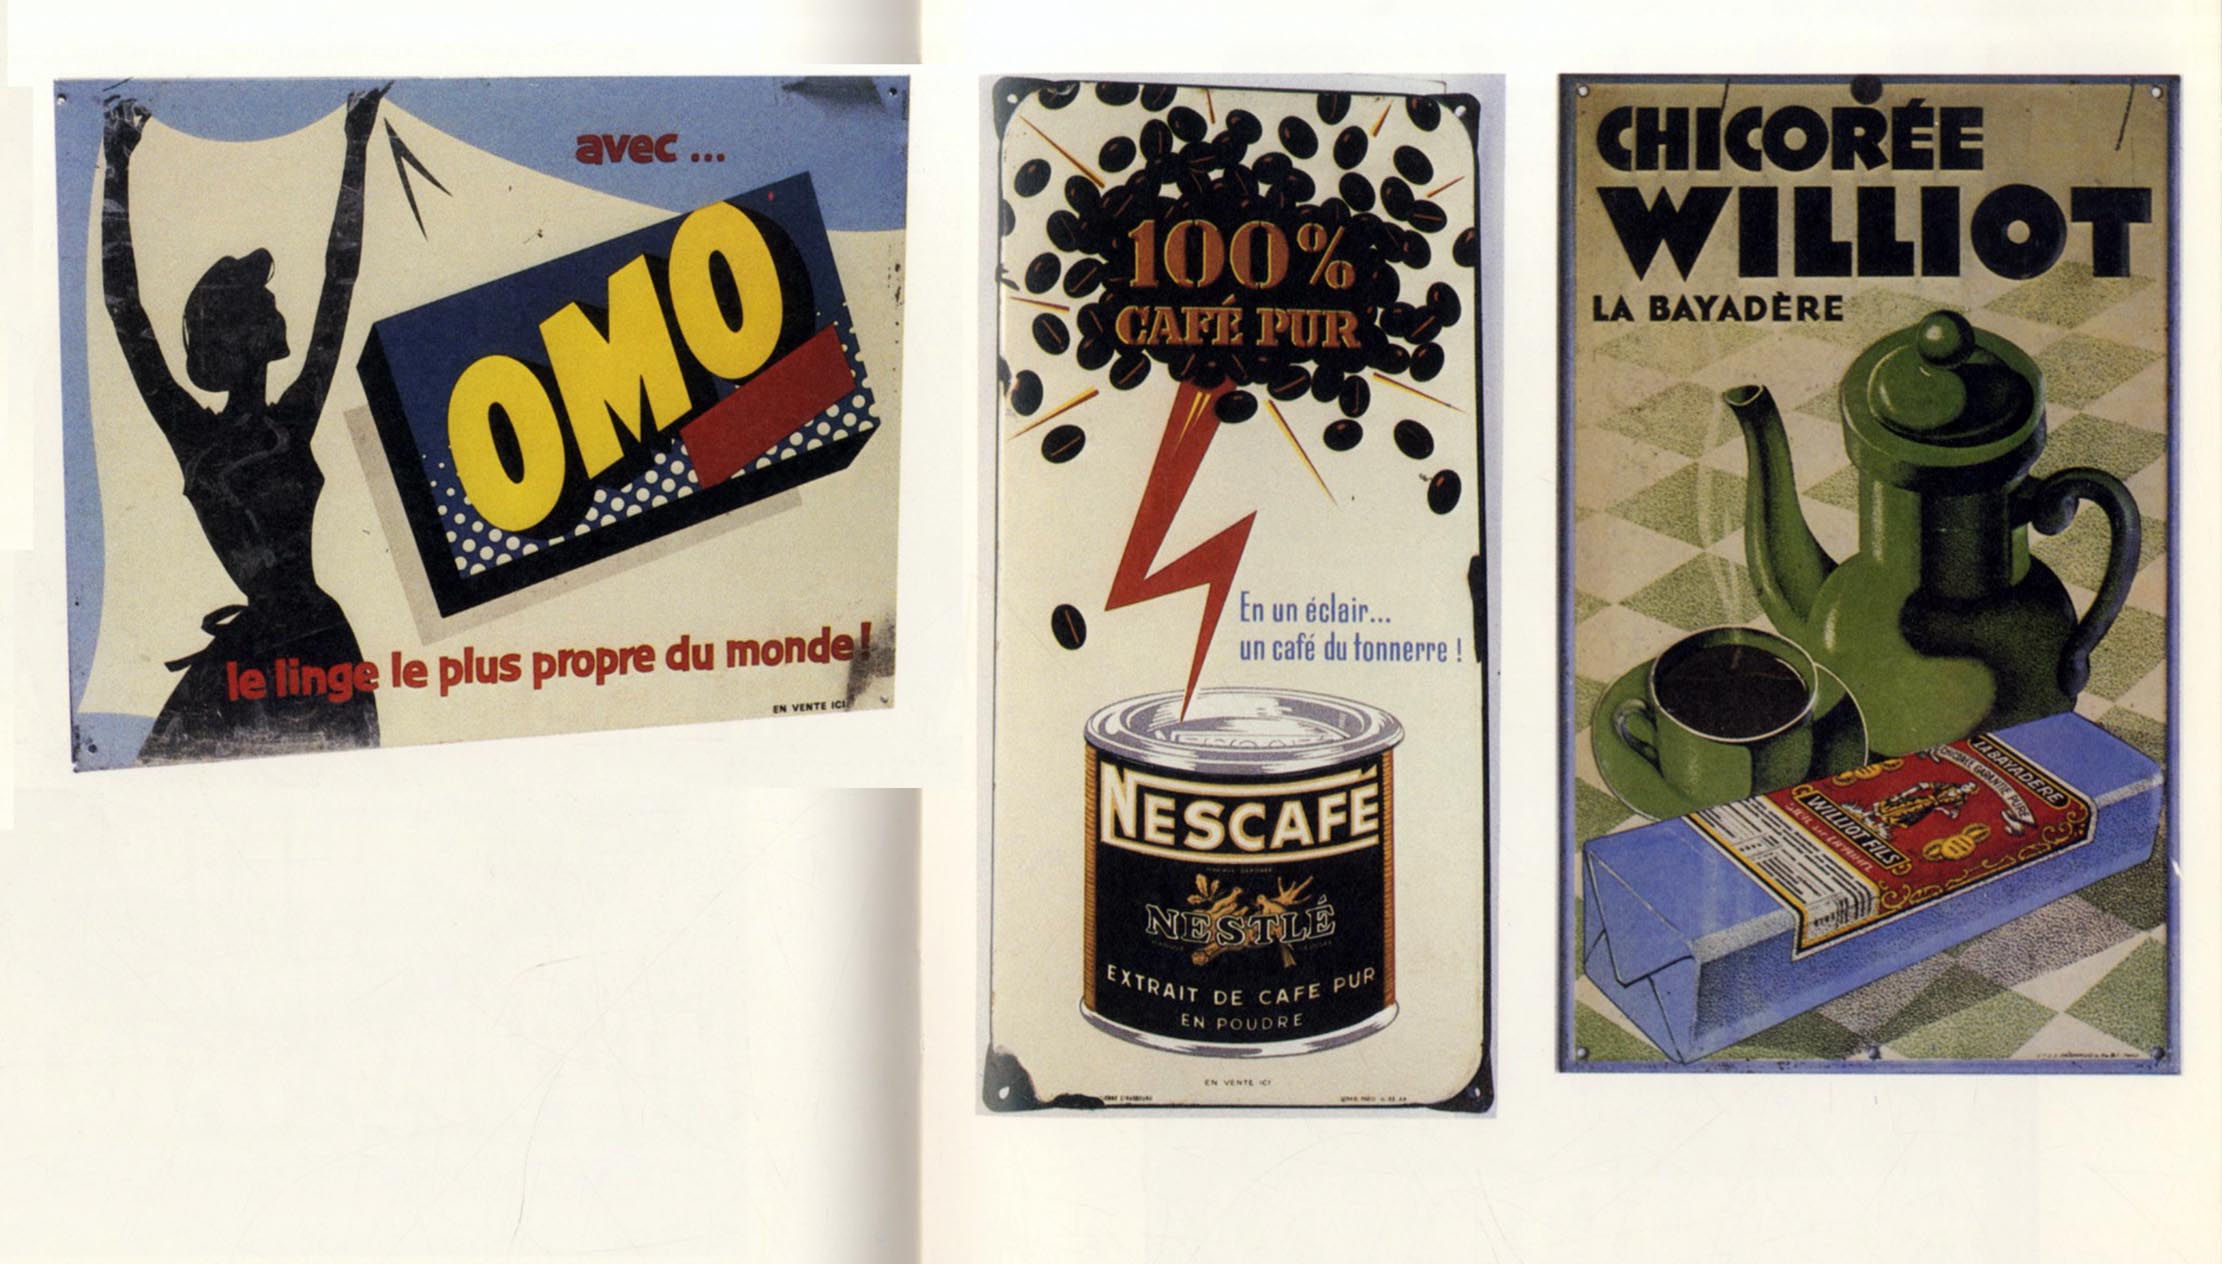 avec ...
OMO
le linge le plus propre du monde !
EN VENTE ICI
100%
CAFÉ PUR
En un éclair...
un café du tonnerre !
NESCAFÉ
NESTLÉ
EXTRAIT DE CAFE PUR
EN POUDRE
EN VENTE ICI
CHICORÉE
WILLIOT
LA BAYADÈRE
LA BAYADÈRE
GARANTIE PURE
WILLIOT FILS